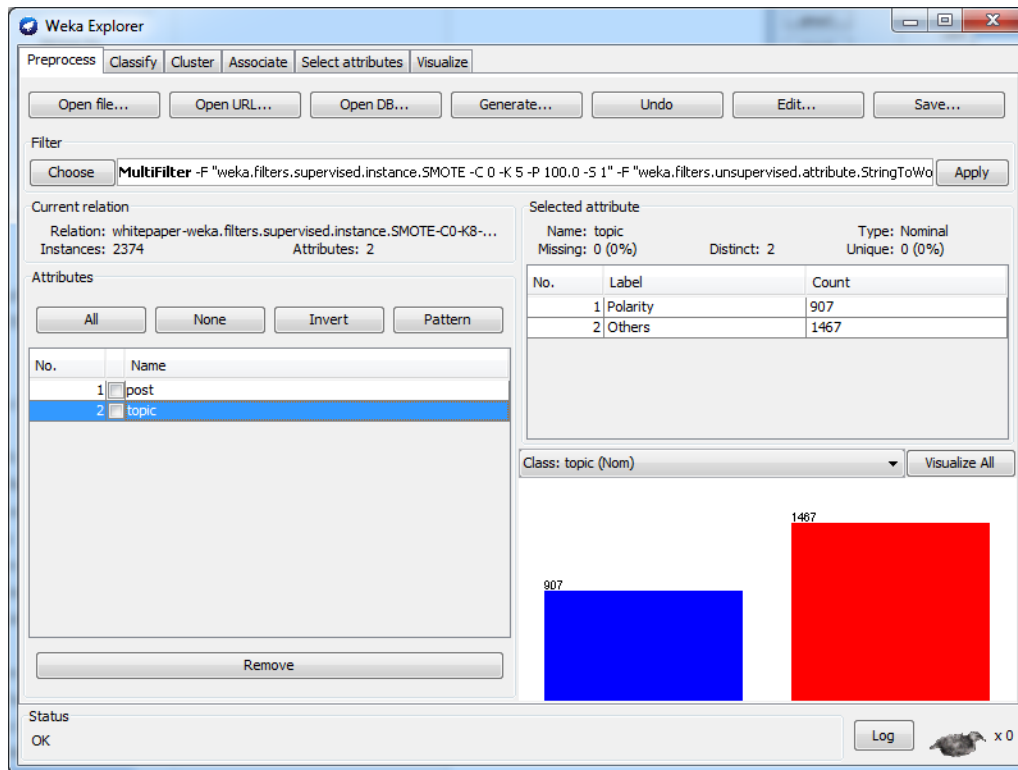 Weka Explorer
Preprocess Classify Cluster Associate Select attributes Visualize
Open file... Open URL... Open DB... Generate... Undo Edit... Save...
Filter
Choose MultiFilter -F "weka.filters.supervised.instance.SMOTE -C 0 -K 5 -P 100.0 -S 1" -F "weka.filters.unsupervised.attribute.StringToWo Apply
Current relation
Relation: whitepaper-weka.filters.supervised.instance.SMOTE-C0-K8-...
Instances: 2374 Attributes: 2
Attributes
All None Invert Pattern
No. Name
1 post
2 topic
Remove
Selected attribute
Name: topic Type: Nominal
Missing: 0 (0%) Distinct: 2 Unique: 0 (0%)
No. Label Count
1 Polarity 907
2 Others 1467
Class: topic (Nom) Visualize All
1467
907
Status
OK
Log x 0